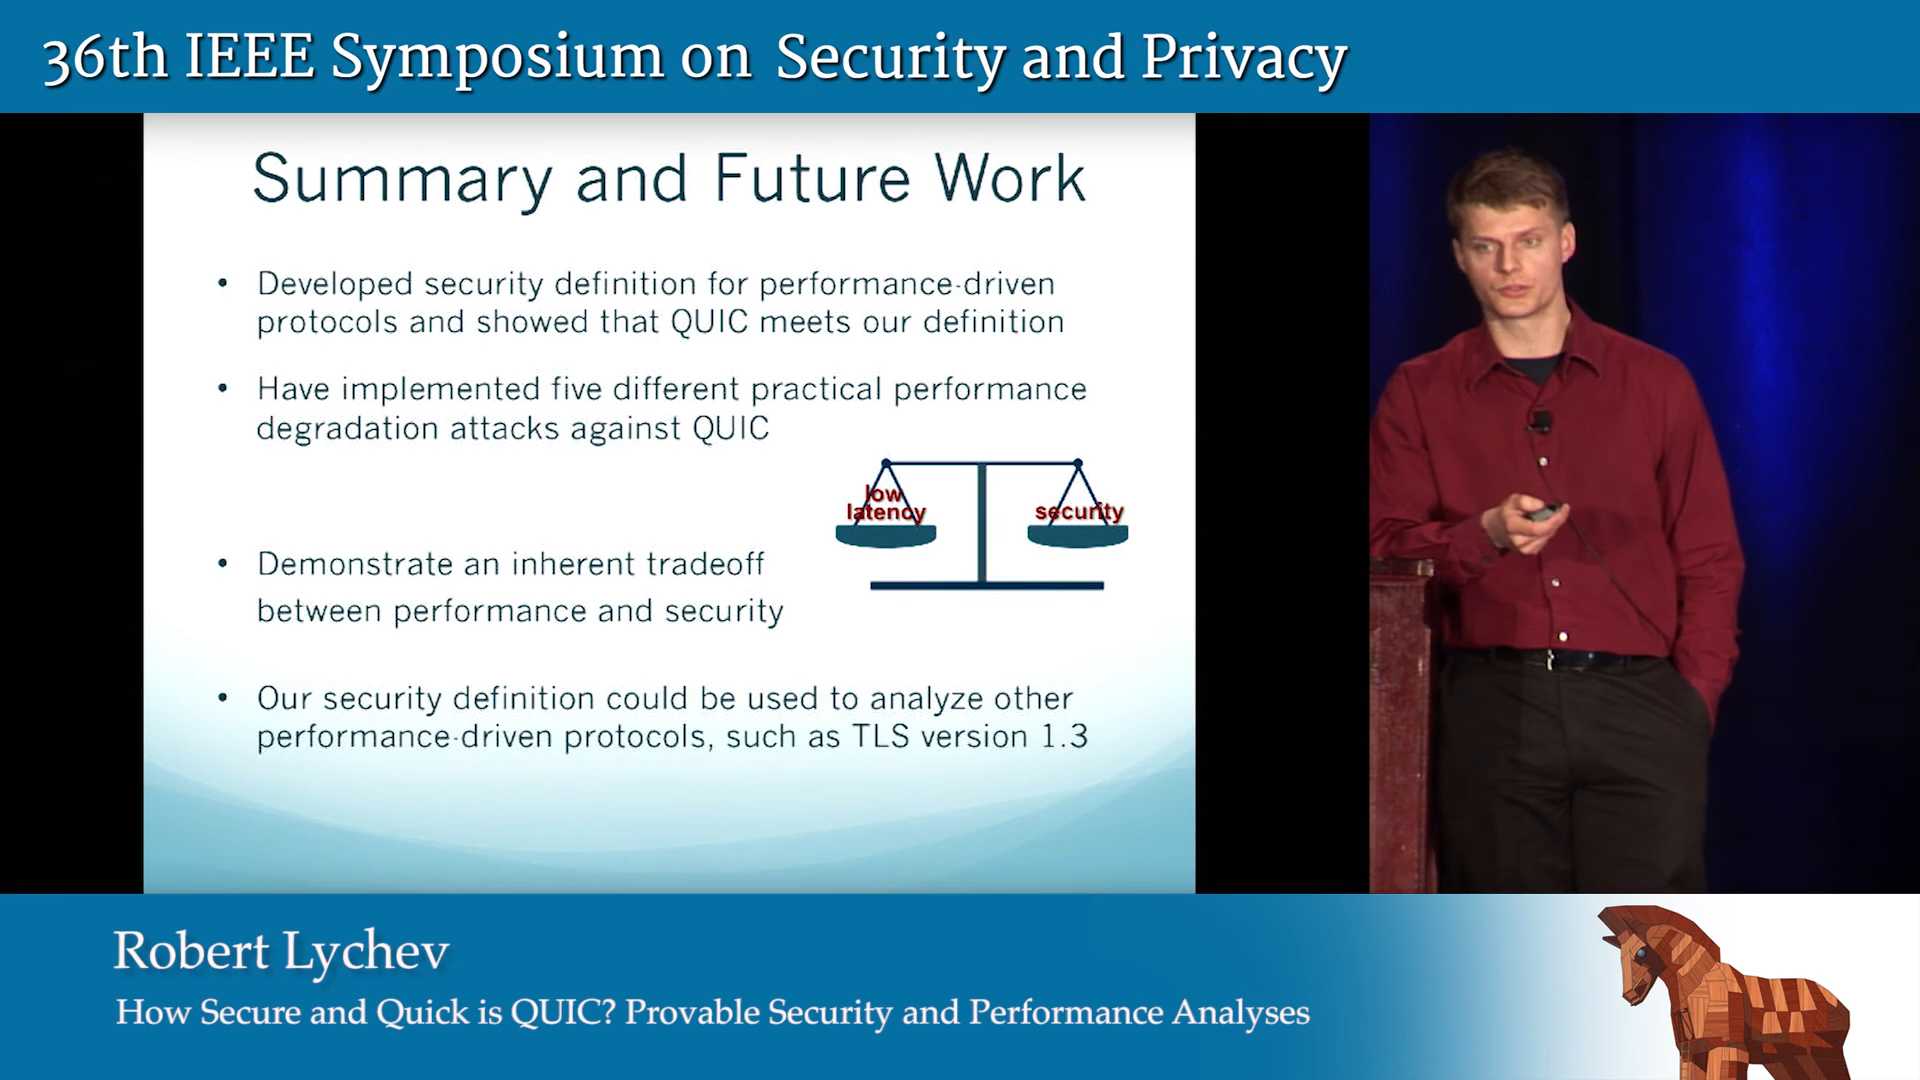 36th IEEE Symposium on Security and Privacy
Summary and Future Work
• Developed security definition for performance-driven
protocols and showed that QUIC meets our definition
• Have implemented five different practical performance
degradation attacks against QUIC
low
latency
security
• Demonstrate an inherent tradeoff
between performance and security
• Our security definition could be used to analyze other
performance-driven protocols, such as TLS version 1.3
Robert Lychev
How Secure and Quick is QUIC? Provable Security and Performance Analyses